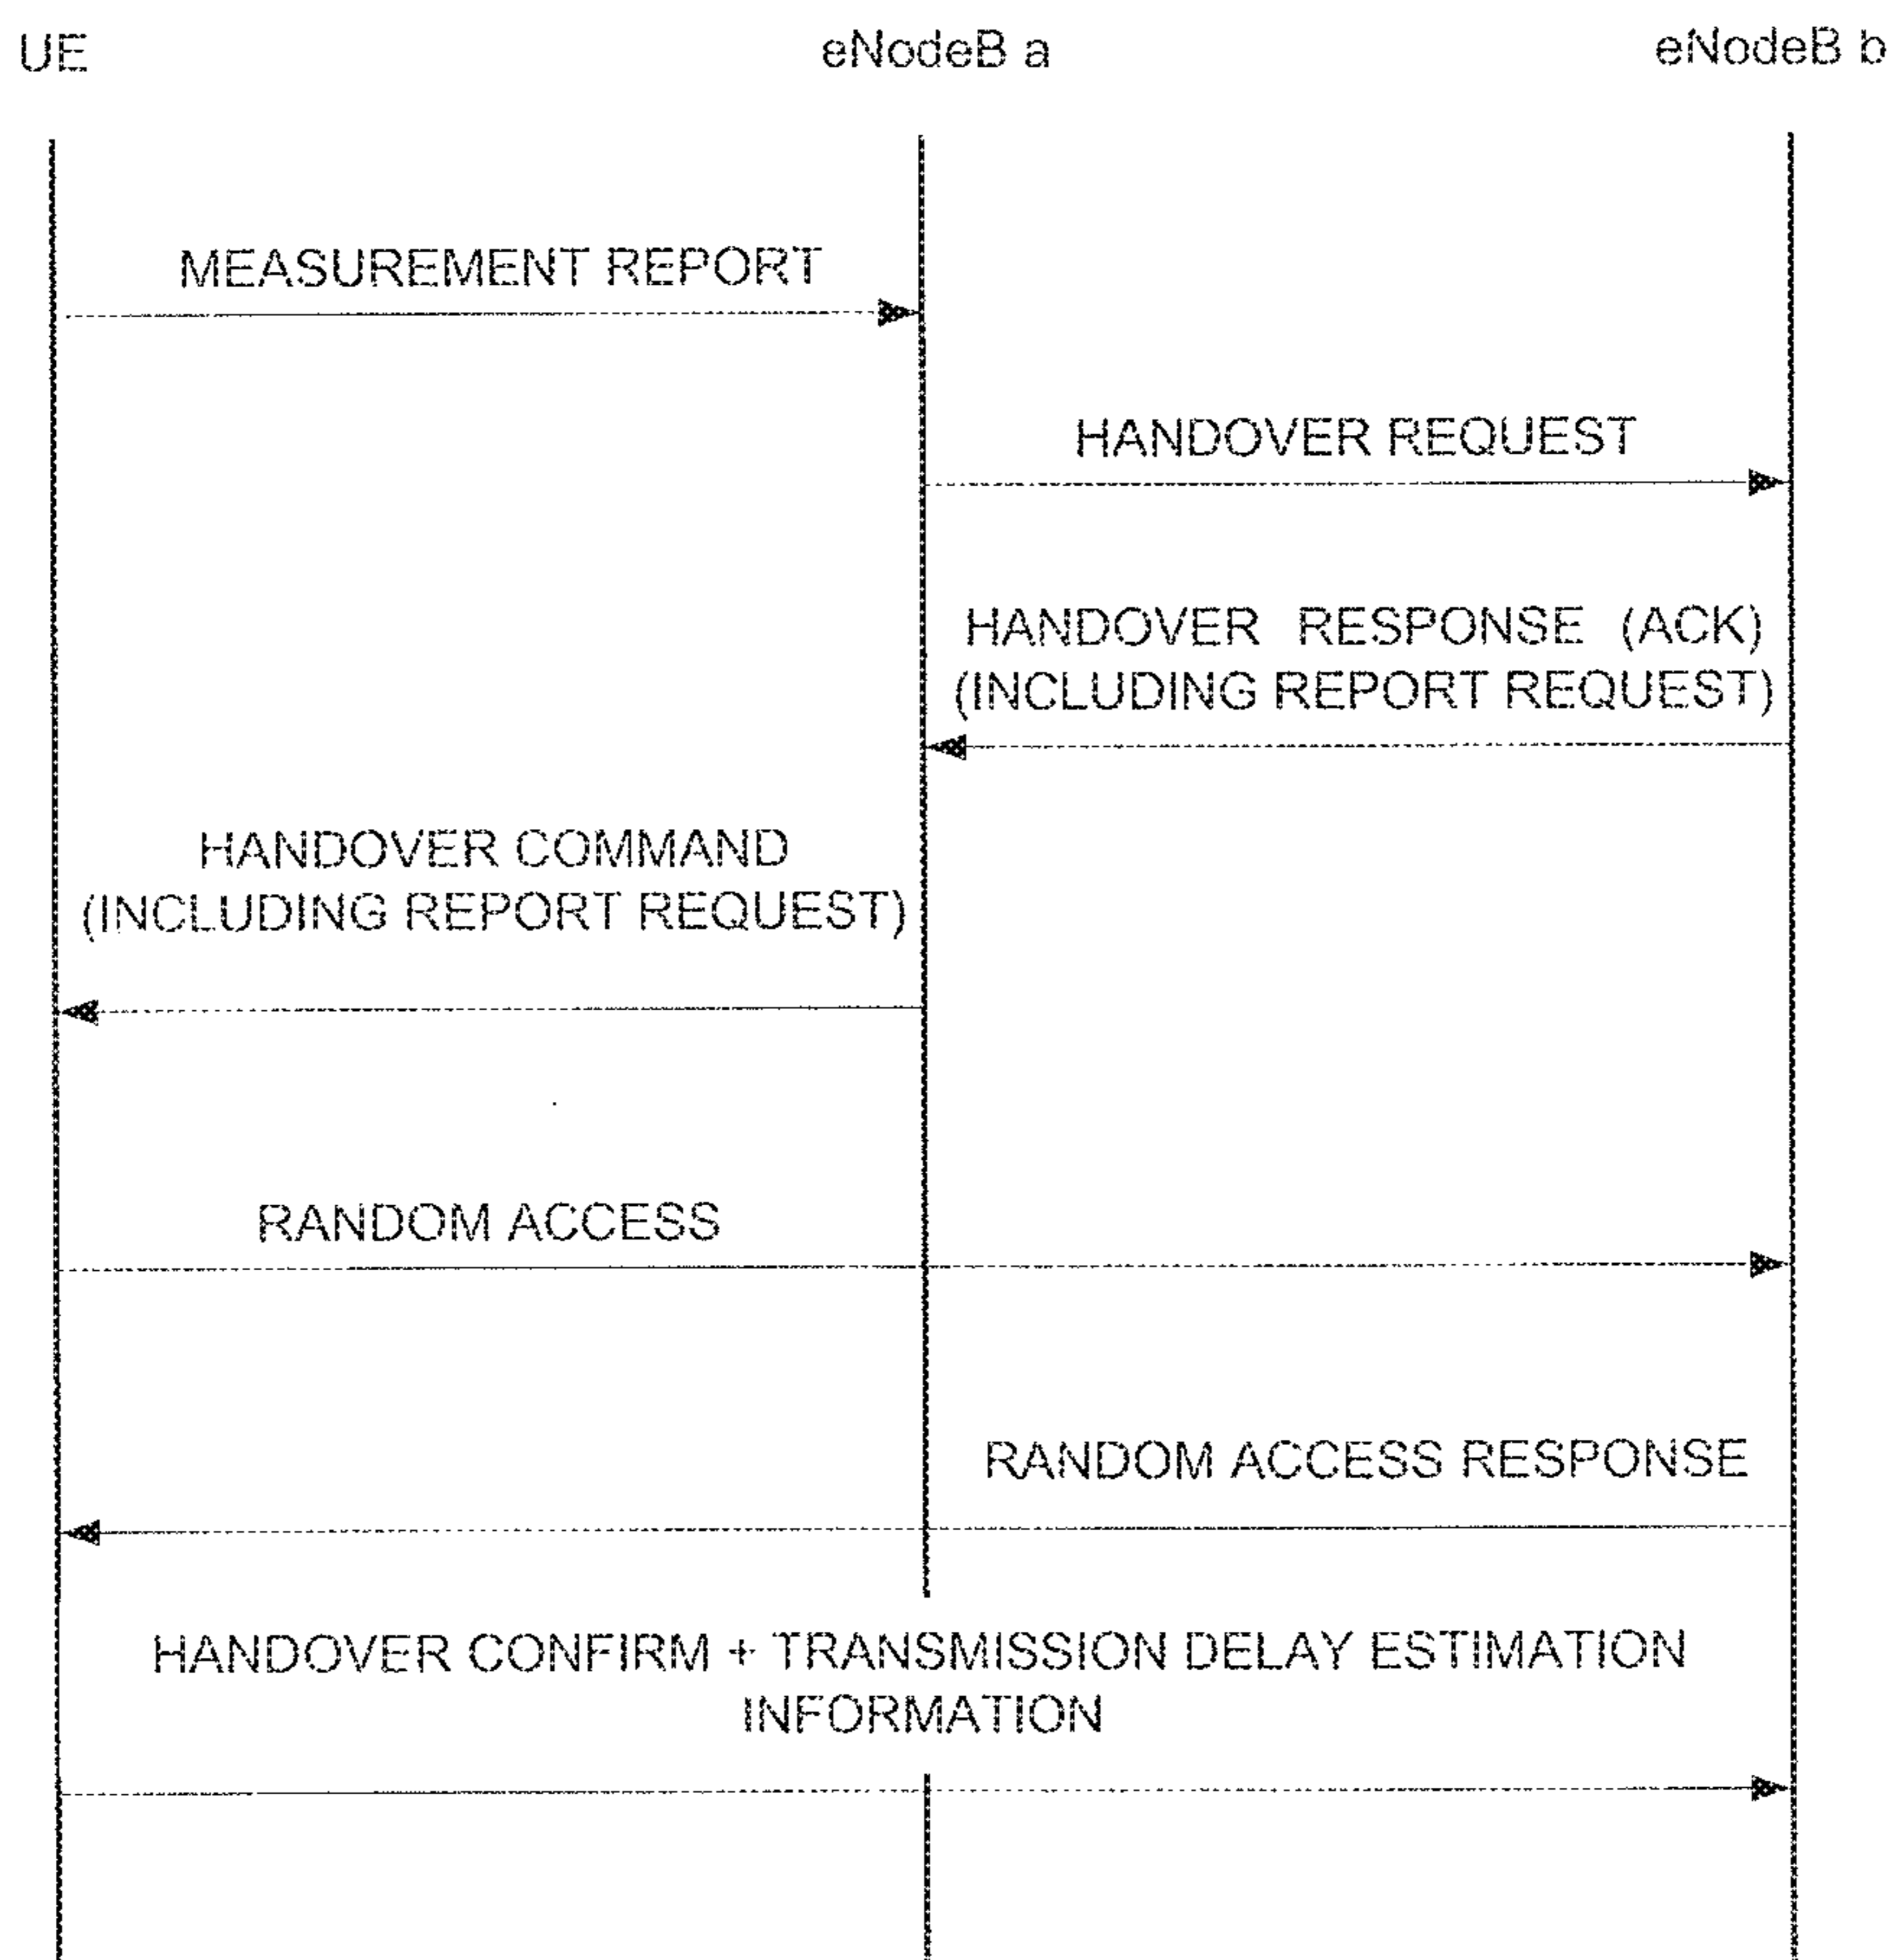 UE eNodeB a eNodeB b
MEASUREMENT REPORT
HANDOVER REQUEST
HANDOVER RESPONSE (ACK)
(INCLUDING REPORT REQUEST)
HANDOVER COMMAND
(INCLUDING REPORT REQUEST)
RANDOM ACCESS
RANDOM ACCESS RESPONSE
HANDOVER CONFIRM + TRANSMISSION DELAY ESTIMATION
INFORMATION